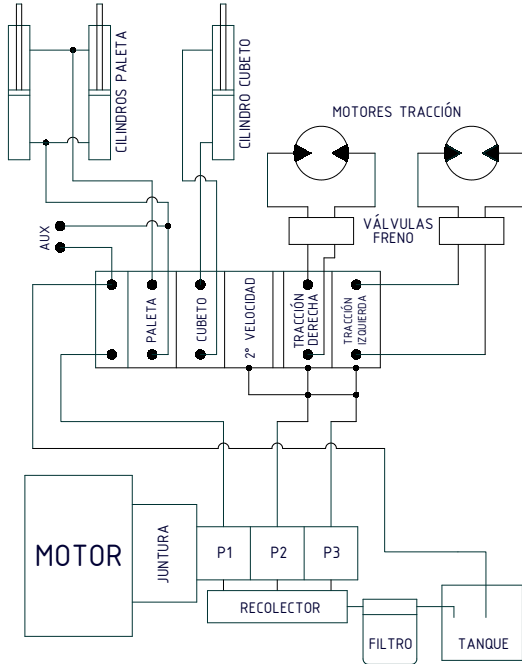 CILINDROS PALETA
CILINDRO CUBETO
MOTORES TRACCIÓN
VÁLVULAS
FRENO
AUX
PALETA
CUBETO
2º VELOCIDAD
TRACCIÓN
DERECHA
TRACCIÓN
IZQUIERDA
MOTOR
JUNTURA
P1
P2
P3
RECOLECTOR
FILTRO
TANQUE